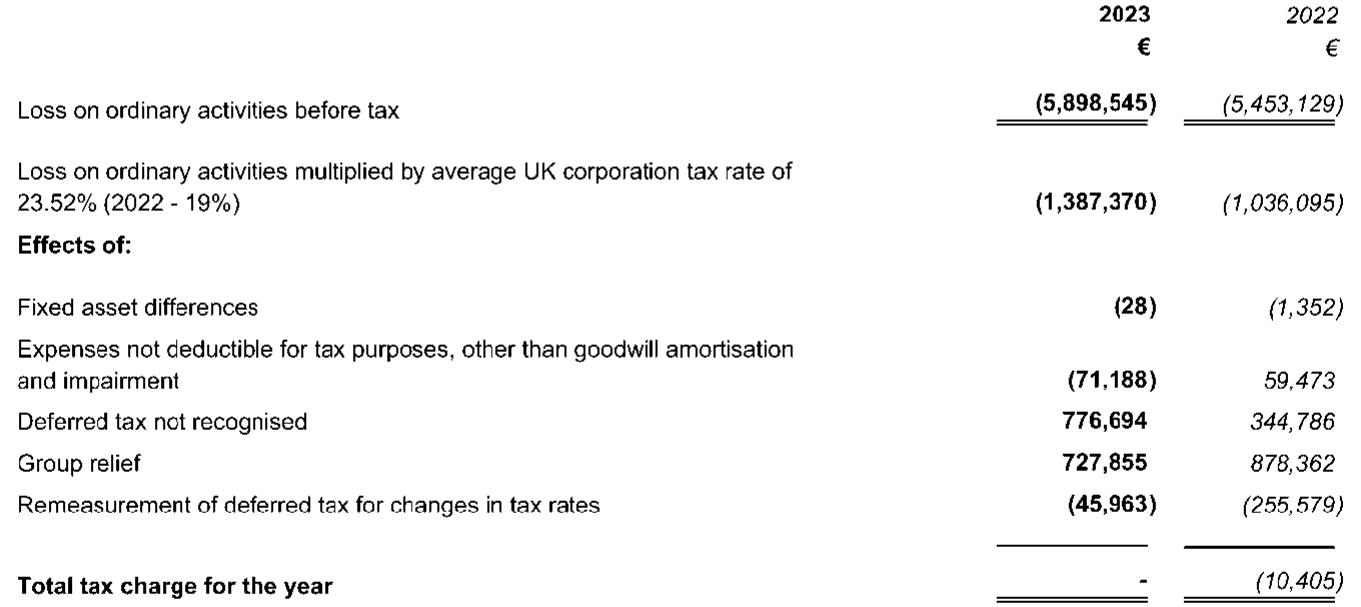 2023 2022
€ €
Loss on ordinary activities before tax (5,898,545) (5,453,129)
Loss on ordinary activities multiplied by average UK corporation tax rate of
23.52% (2022 - 19%) (1,387,370) (1,036,095)
Effects of:
Fixed asset differences (28) (1,352)
Expenses not deductible for tax purposes, other than goodwill amortisation
and impairment (71,188) 59,473
Deferred tax not recognised 776,694 344,786
Group relief 727,855 878,362
Remeasurement of deferred tax for changes in tax rates (45,963) (255,579)
Total tax charge for the year - (10,405)